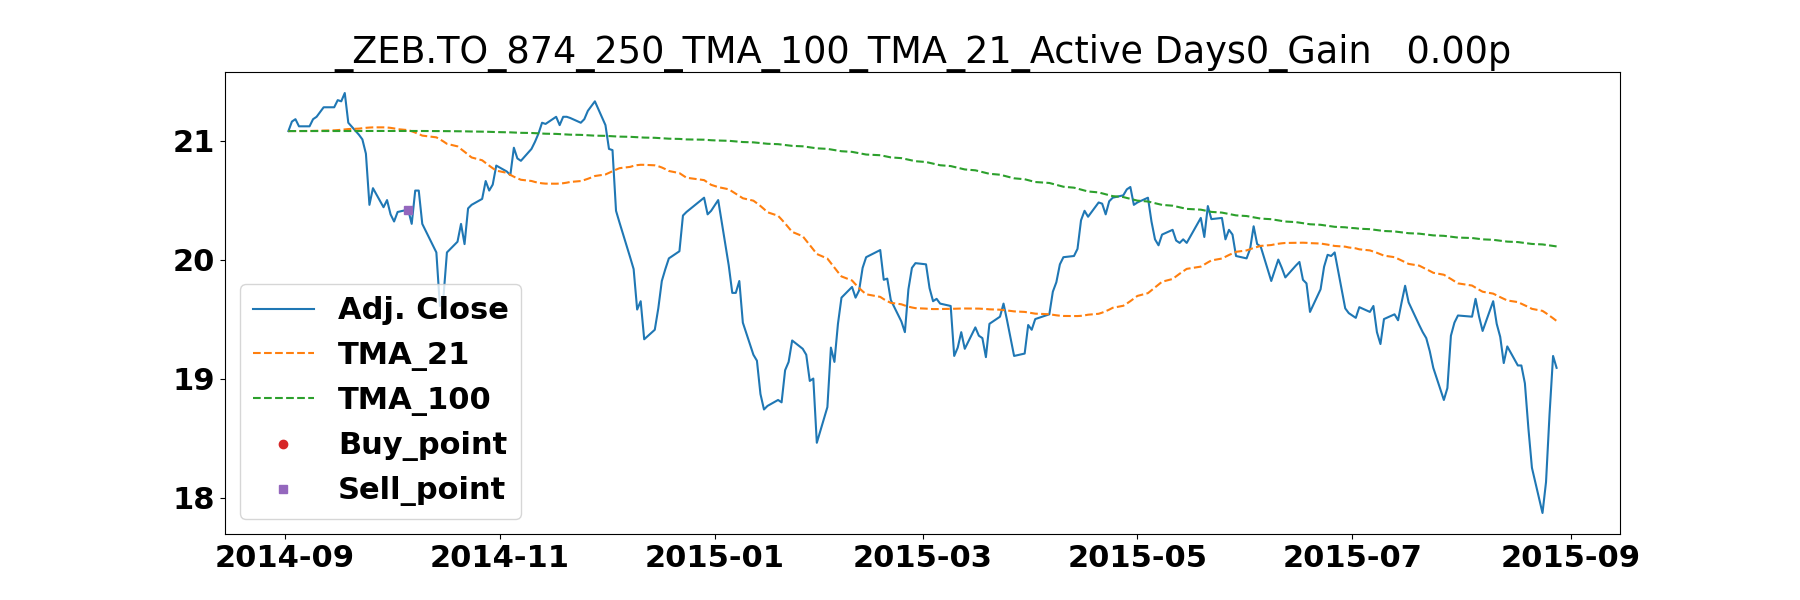 _ZEB.TO_874_250_TMA_100_TMA_21_Active Days0_Gain   0.00p
21
20
19
18
Adj. Close
TMA_21
TMA_100
Buy_point
Sell_point
2014-09 2014-11 2015-01 2015-03 2015-05 2015-07 2015-09